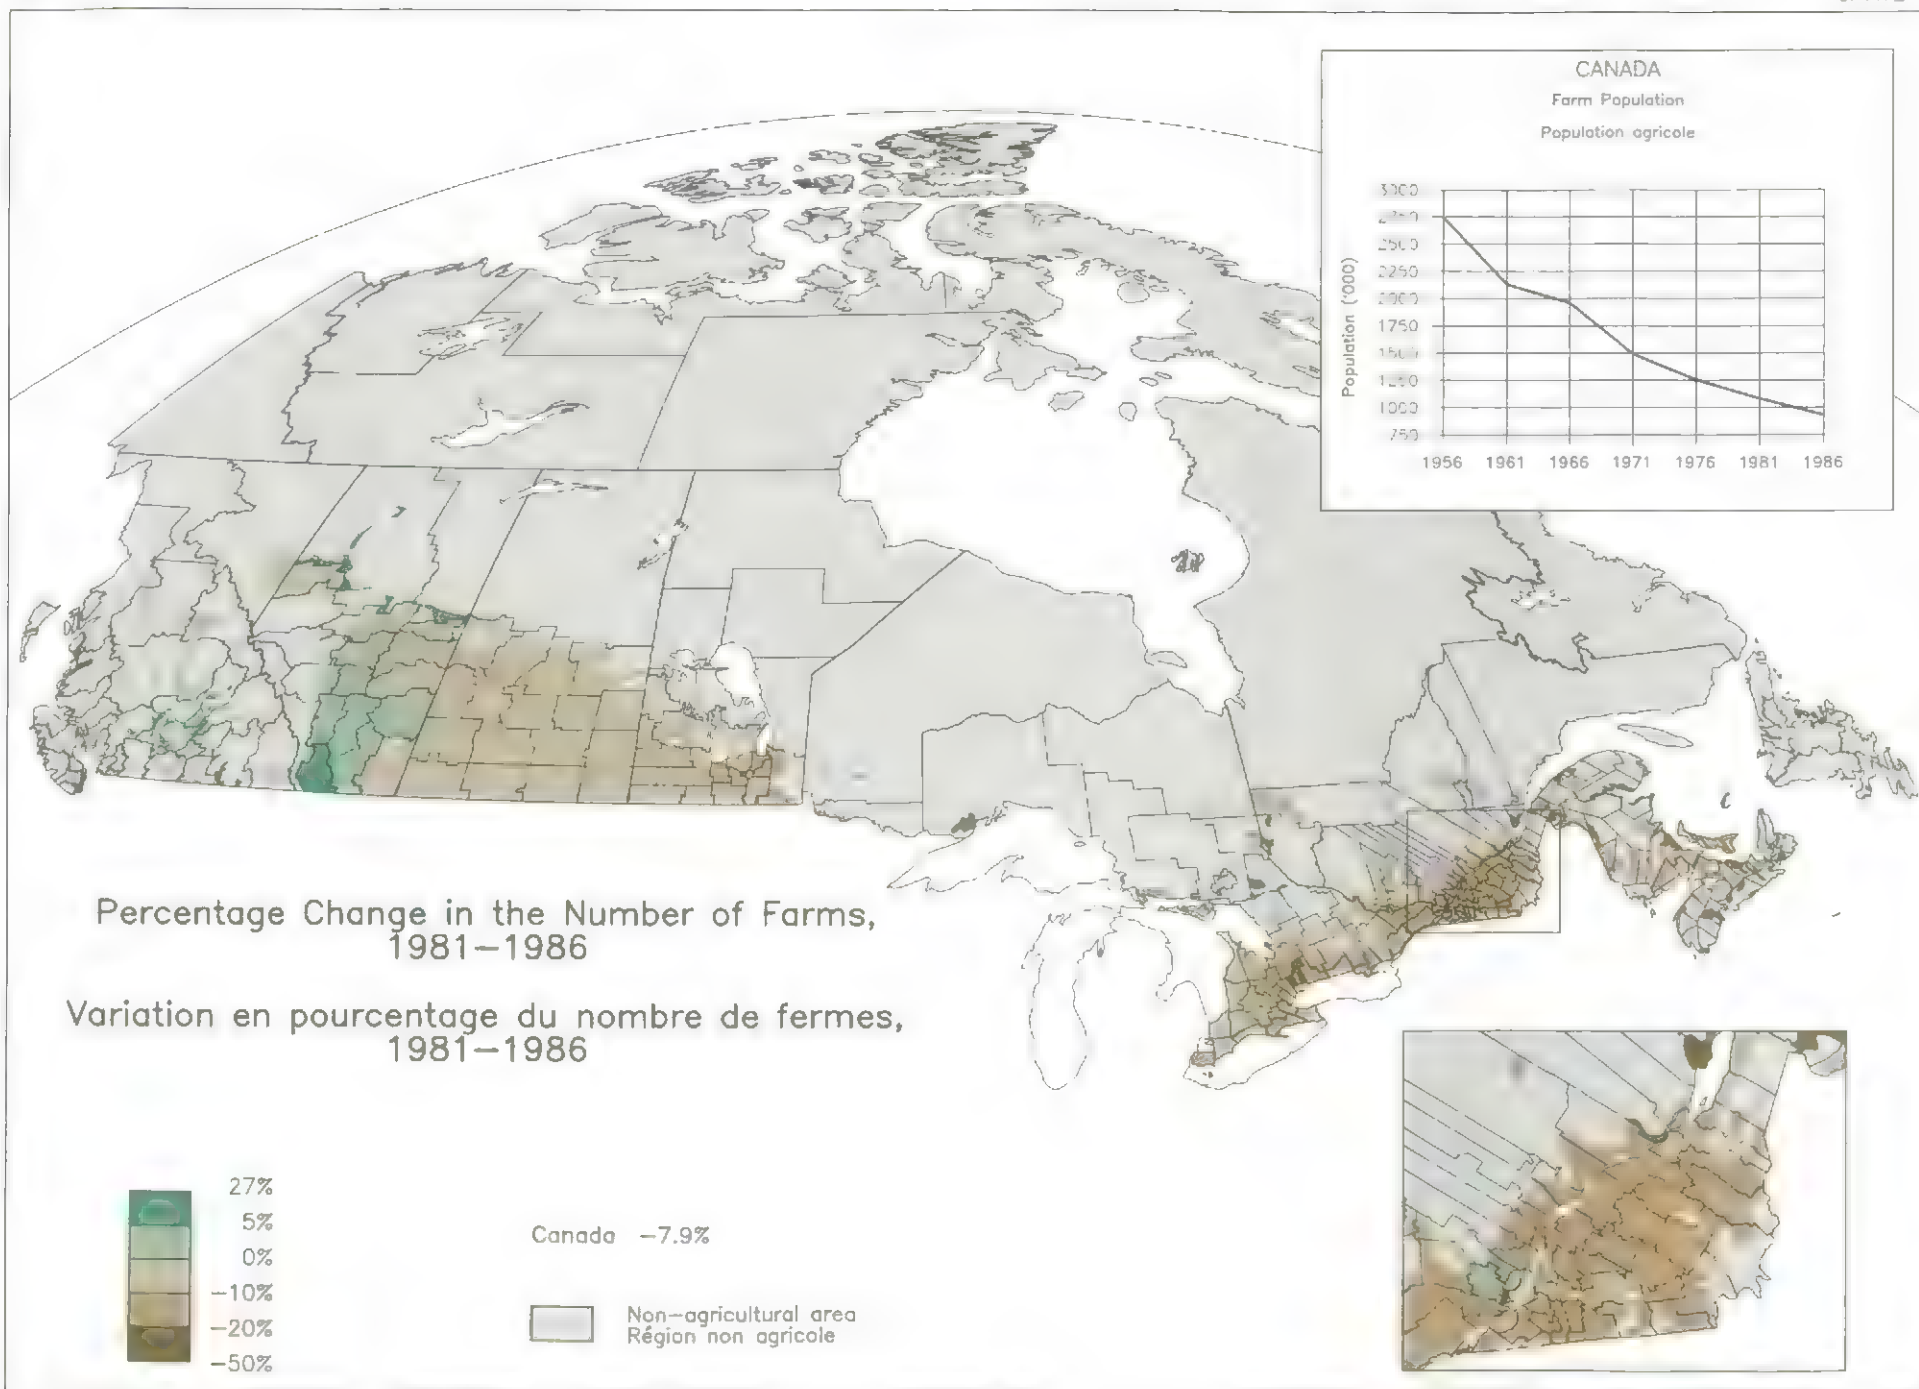 CANADA
Farm Population
Population agricole
Population ('000)
3000
2500
2250
2000
1750
1000
750
1956 1961 1966 1971 1976 1981 1986
Percentage Change in the Number of Farms,
1981–1986
Variation en pourcentage du nombre de fermes,
1981–1986
27%
5%
0%
–10%
–20%
–50%
Canada –7.9%
Non–agricultural area
Région non agricole